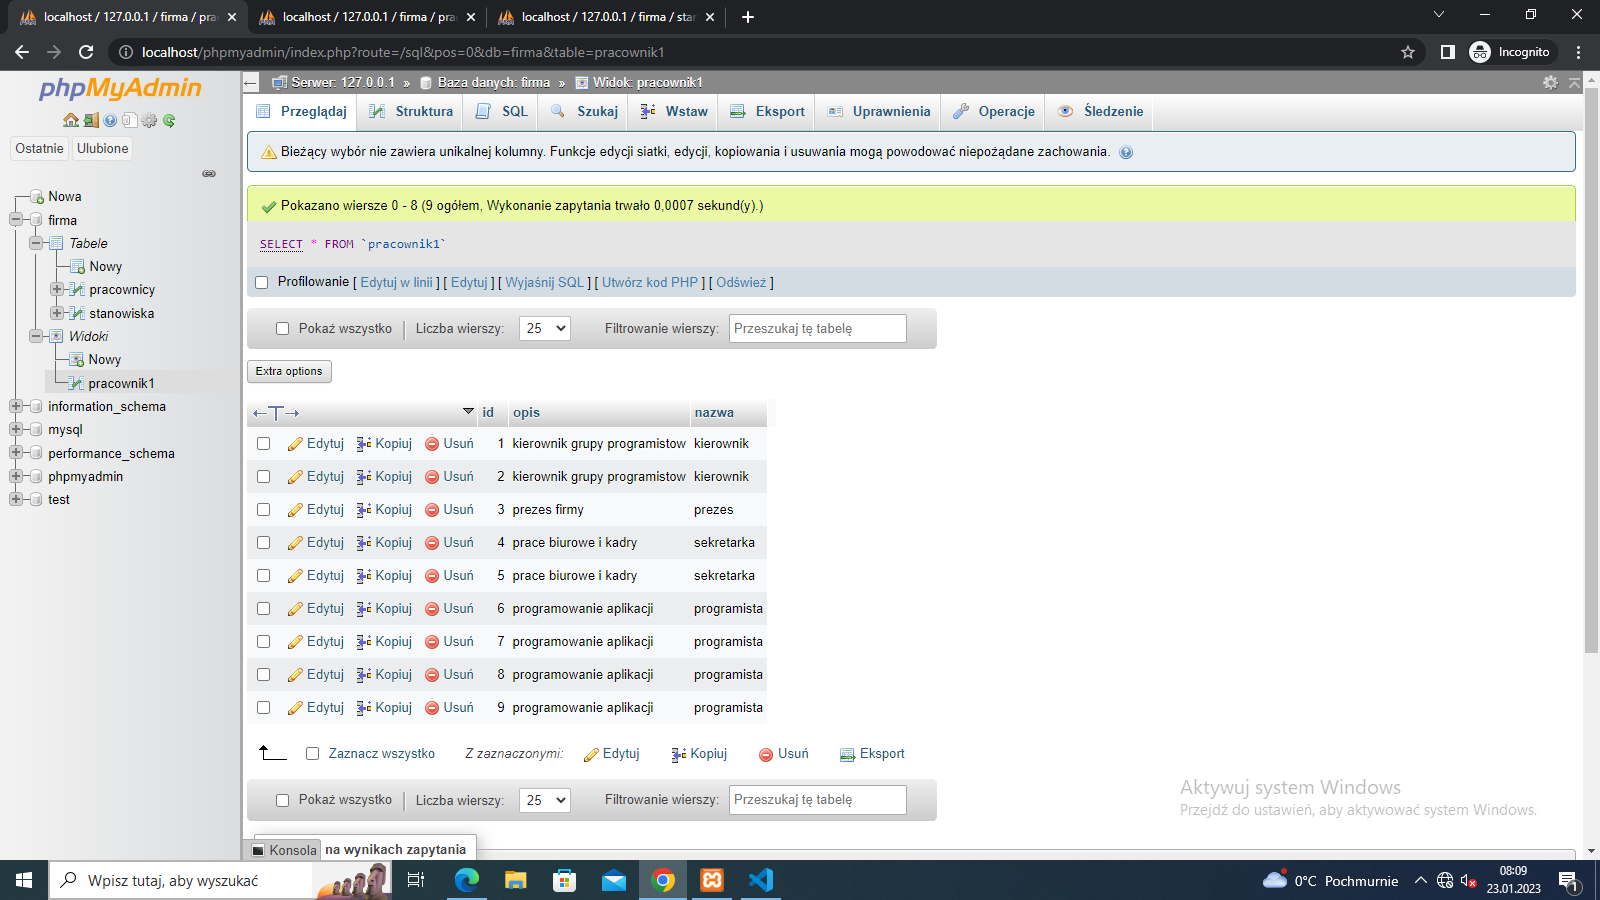 localhost / 127.0.0.1 / firma / pra
localhost / 127.0.0.1 / firma / pra
localhost / 127.0.0.1 / firma / star
localhost/phpmyadmin/index.php?route=/sql&pos=0&db=firma&table=pracownik1
Incognito
phpMyAdmin
Ostatnie
Ulubione
Nowa
firma
Tabele
Nowy
pracownicy
stanowiska
Widoki
Nowy
pracownik1
information_schema
mysql
performance_schema
phpmyadmin
test
Serwer: 127.0.0.1 » Baza danych: firma » Widok: pracownik1
Przeglądaj Struktura SQL Szukaj Wstaw Eksport Uprawnienia Operacje Śledzenie
Bieżący wybór nie zawiera unikalnej kolumny. Funkcje edycji siatki, edycji, kopiowania i usuwania mogą powodować niepożądane zachowania.
Pokazano wiersze 0 - 8 (9 ogółem, Wykonanie zapytania trwało 0,0007 sekund(y).)
SELECT * FROM `pracownik1`
Profilowanie [ Edytuj w linii ] [ Edytuj ] [ Wyjaśnij SQL ] [ Utwórz kod PHP ] [ Odśwież ]
Pokaż wszystko | Liczba wierszy: 25 Filtrowanie wierszy: Przeszukaj tę tabelę
Extra options
←T→ id opis nazwa
Edytuj Kopiuj Usuń 1 kierownik grupy programistow kierownik
Edytuj Kopiuj Usuń 2 kierownik grupy programistow kierownik
Edytuj Kopiuj Usuń 3 prezes firmy prezes
Edytuj Kopiuj Usuń 4 prace biurowe i kadry sekretarka
Edytuj Kopiuj Usuń 5 prace biurowe i kadry sekretarka
Edytuj Kopiuj Usuń 6 programowanie aplikacji programista
Edytuj Kopiuj Usuń 7 programowanie aplikacji programista
Edytuj Kopiuj Usuń 8 programowanie aplikacji programista
Edytuj Kopiuj Usuń 9 programowanie aplikacji programista
Zaznacz wszystko Z zaznaczonymi: Edytuj Kopiuj Usuń Eksport
Pokaż wszystko | Liczba wierszy: 25 Filtrowanie wierszy: Przeszukaj tę tabelę
Konsola na wynikach zapytania
Aktywuj system Windows
Przejdź do ustawień, aby aktywować system Windows.
Wpisz tutaj, aby wyszukać
0°C Pochmurnie
08:09
23.01.2023
1